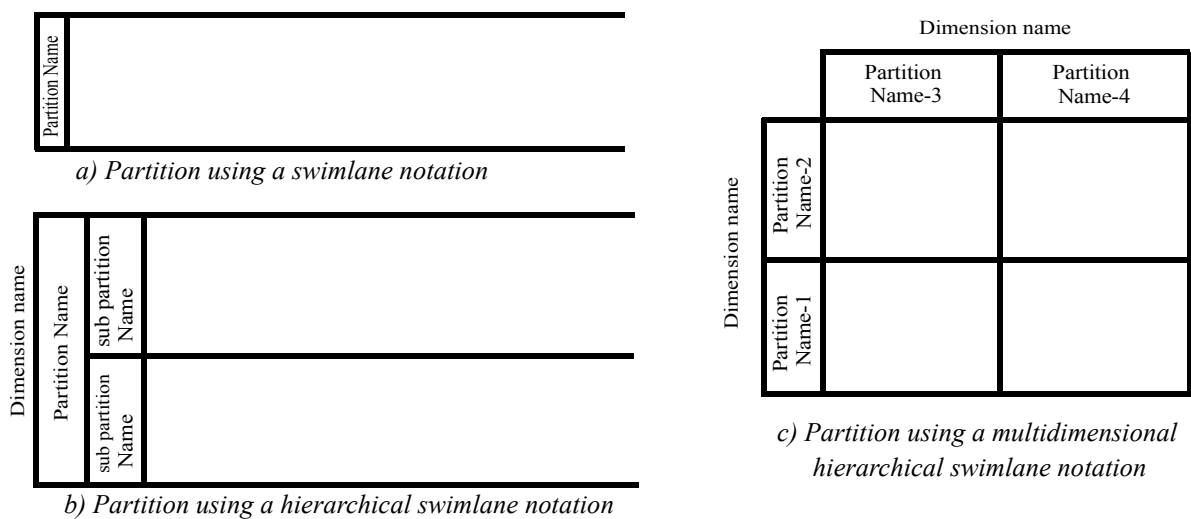 Partition Name
a) Partition using a swimlane notation
Dimension name
Partition Name
sub partition
Name
sub partition
Name
b) Partition using a hierarchical swimlane notation
Dimension name
Partition
Name-3
Partition
Name-4
Dimension name
Partition
Name-2
Partition
Name-1
c) Partition using a multidimensional
hierarchical swimlane notation